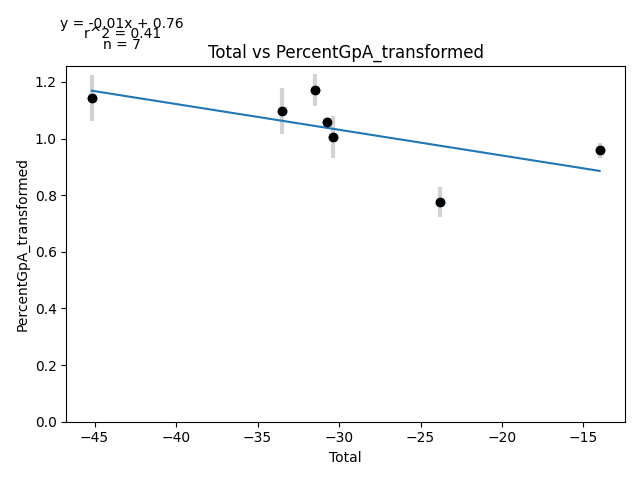 y = -0.01x + 0.76
r^2 = 0.41
n = 7
Total vs PercentGpA_transformed
1.2
1.0
0.8
0.6
0.4
0.2
0.0
PercentGpA_transformed
−45 −40 −35 −30 −25 −20 −15
Total